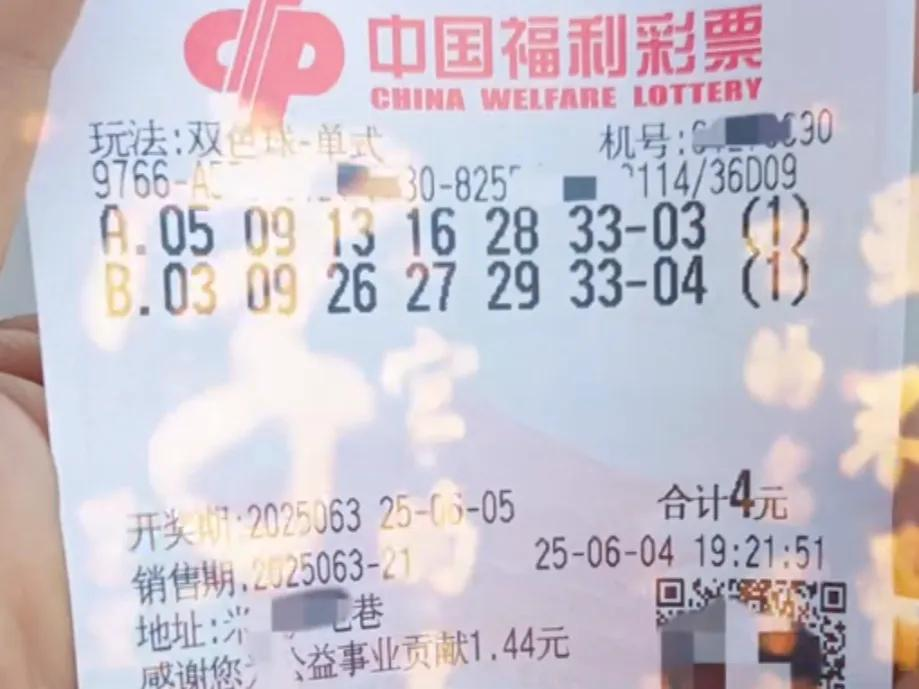 中国福利彩票
CHINA WELFARE LOTTERY
玩法:双色球-单式 机号: 30
9766-A 30-825 114/36D09
A.05 09 13 16 28 33-03 (1)
B.03 09 26 27 29 33-04 (1)
开奖期:2025063 25-06-05 合计4元
销售期:2025063-21 25-06-04 19:21:51
地址: 巷
感谢您 公益事业贡献1.44元